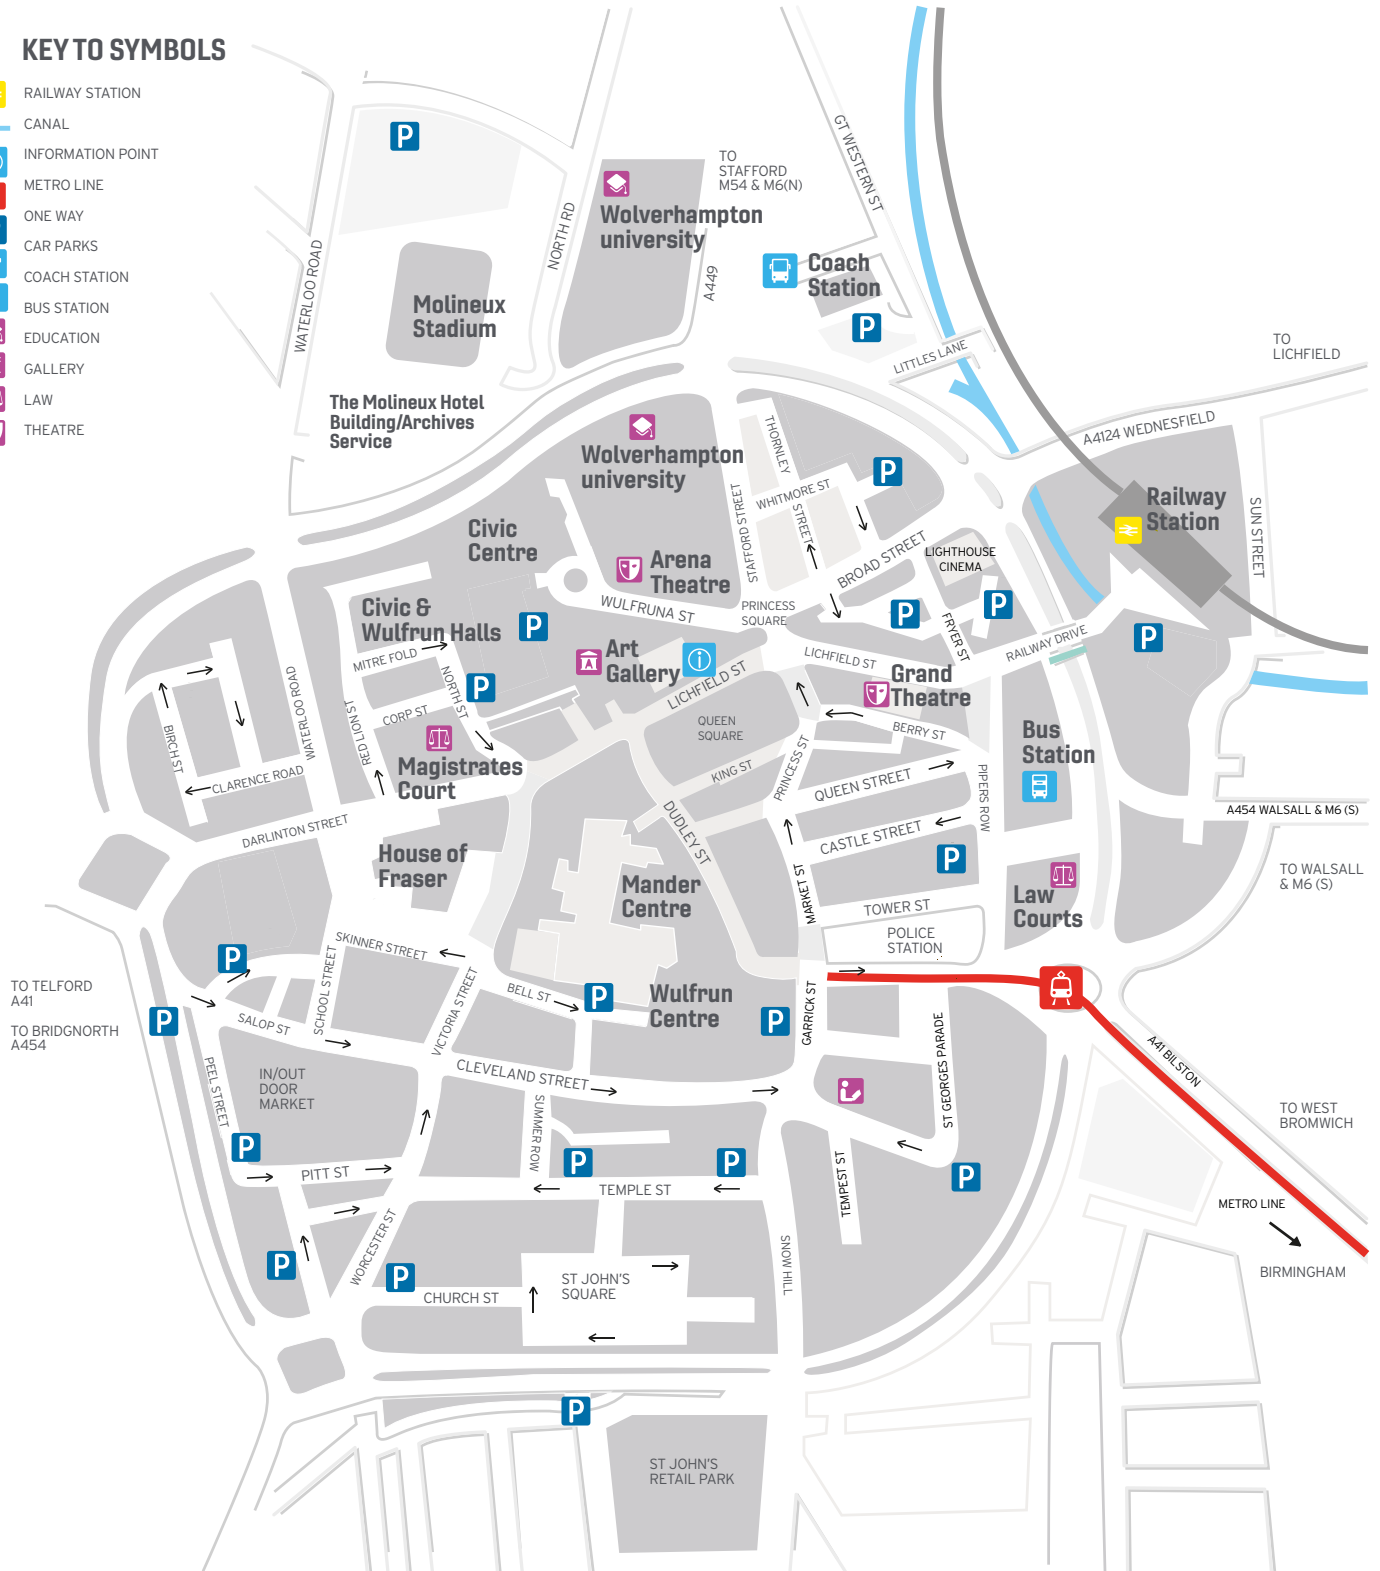 KEY TO SYMBOLS
RAILWAY STATION
CANAL
INFORMATION POINT
METRO LINE
ONE WAY
CAR PARKS
COACH STATION
BUS STATION
EDUCATION
GALLERY
LAW
THEATRE
P
GT WESTERN ST
TO
STAFFORD
M54 & M6(N)
Wolverhampton
university
NORTH RD
WATERLOO ROAD
A449
Coach
Station
Molineux
Stadium
P
LITTLES LANE
TO
LICHFIELD
The Molineux Hotel
Building/Archives
Service
A4124 WEDNESFIELD
Wolverhampton
university
THORNLEY
STREET
P
WHITMORE ST
STAFFORD STREET
Railway
Station
SUN STREET
Civic
Centre
BROAD STREET
LIGHTHOUSE
CINEMA
Arena
Theatre
WULFRUNA ST
PRINCESS
SQUARE
P
P
P
P
FRYER ST
RAILWAY DRIVE
Civic &
Wulfrun Halls
MITRE FOLD
NORTH ST
Art
Gallery
LICHFIELD ST
LICHFIELD ST
Grand
Theatre
P
CORP ST
RED LION ST
WATERLOO ROAD
BIRCH ST
QUEEN
SQUARE
BERRY ST
Bus
Station
Magistrates
Court
KING ST
PRINCESS ST
QUEEN STREET
PIPERS ROW
CLARENCE ROAD
A454 WALSALL & M6 (S)
DARLINTON STREET
DUDLEY ST
CASTLE STREET
P
House of
Fraser
Mander
Centre
MARKET ST
Law
Courts
TO WALSALL
& M6 (S)
TOWER ST
POLICE
STATION
SKINNER STREET
P
SCHOOL STREET
VICTORIA STREET
BELL ST
P
Wulfrun
Centre
P
GARRICK ST
TO TELFORD
A41
P
SALOP ST
TO BRIDGNORTH
A454
ST GEORGES PARADE
A41 BILSTON
PEEL STREET
IN/OUT
DOOR
MARKET
CLEVELAND STREET
SUMMER ROW
TO WEST
BROMWICH
P
P
P
P
PITT ST
TEMPLE ST
TEMPEST ST
METRO LINE
WORCESTER ST
SNOW HILL
P
P
ST JOHN'S
SQUARE
CHURCH ST
BIRMINGHAM
P
ST JOHN'S
RETAIL PARK